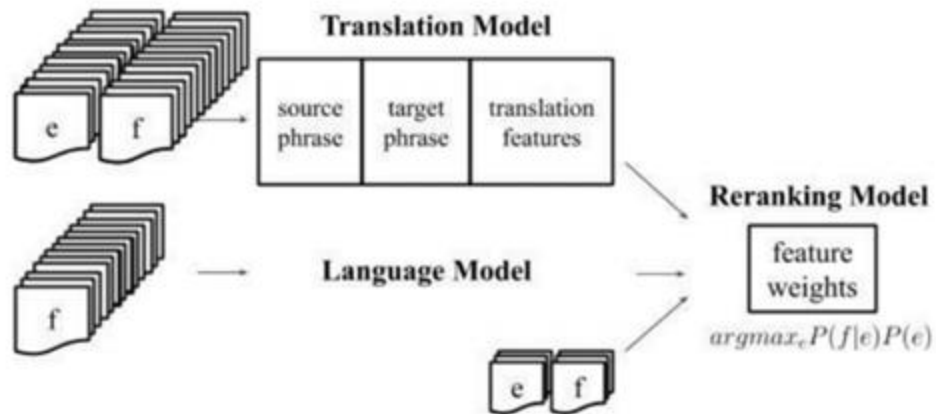 Translation Model
e
f
source phrase
target phrase
translation features
Reranking Model
feature weights
argmax_e P(f|e)P(e)
f
Language Model
e
f